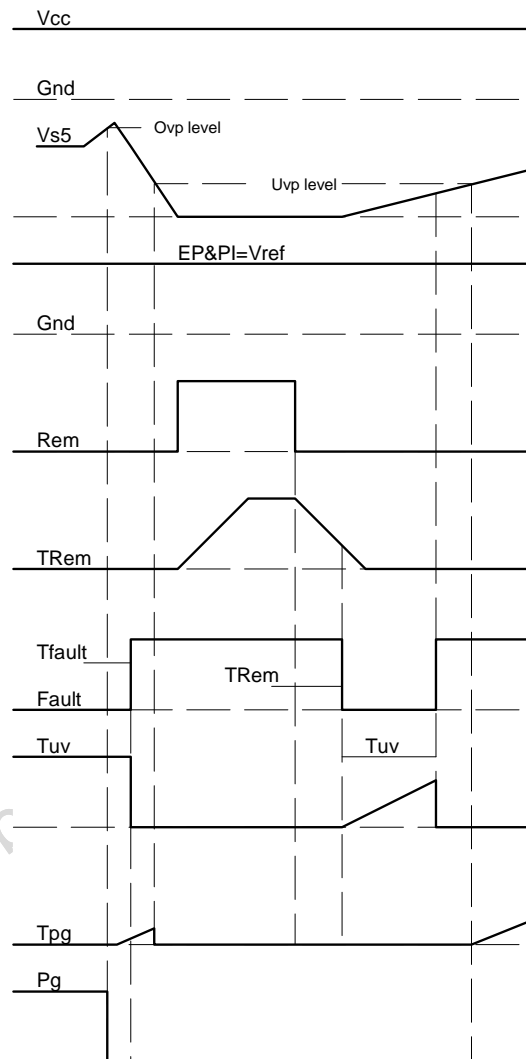 Vcc
Gnd
Ovp level
Vs5
Uvp level
EP&PI=Vref
Gnd
Rem
TRem
Tfault
TRem
Fault
Tuv
Tuv
Tpg
Pg